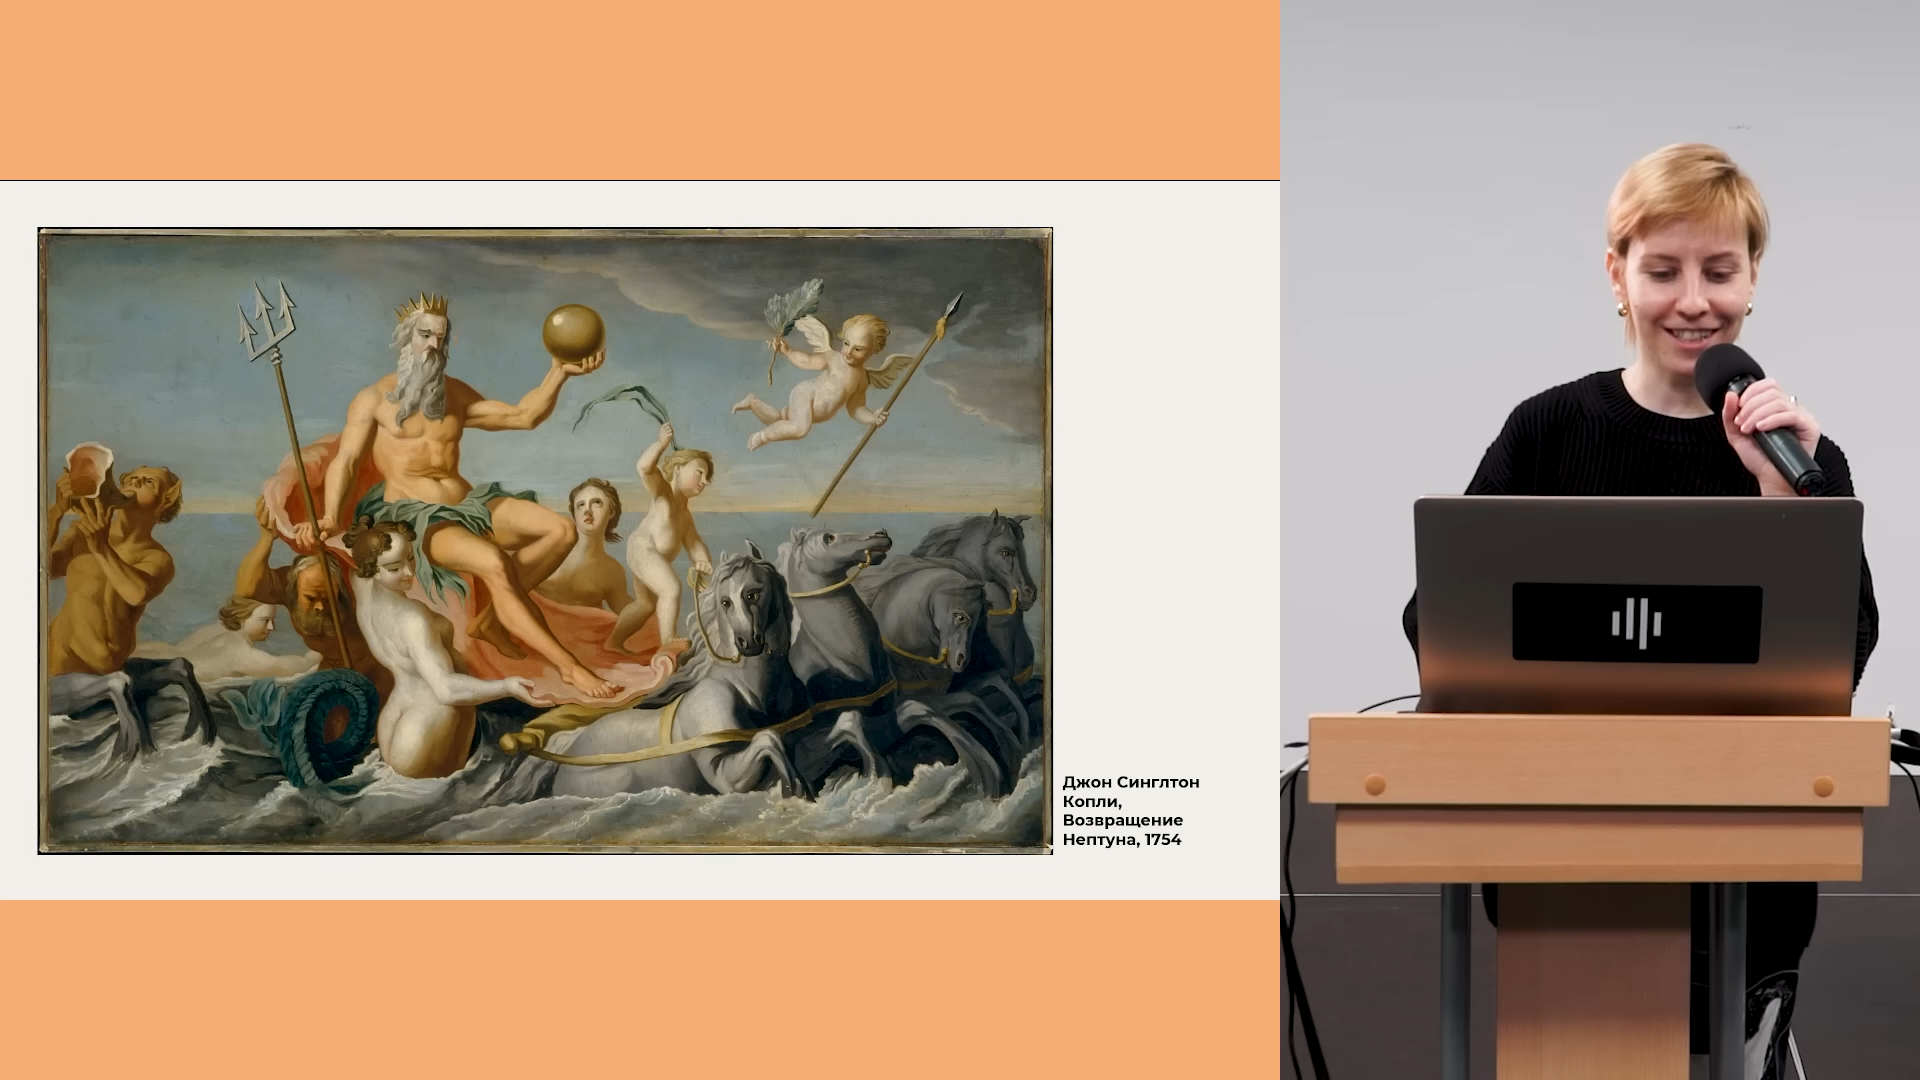 Джон Синглтон
Копли,
Возвращение
Нептуна, 1754